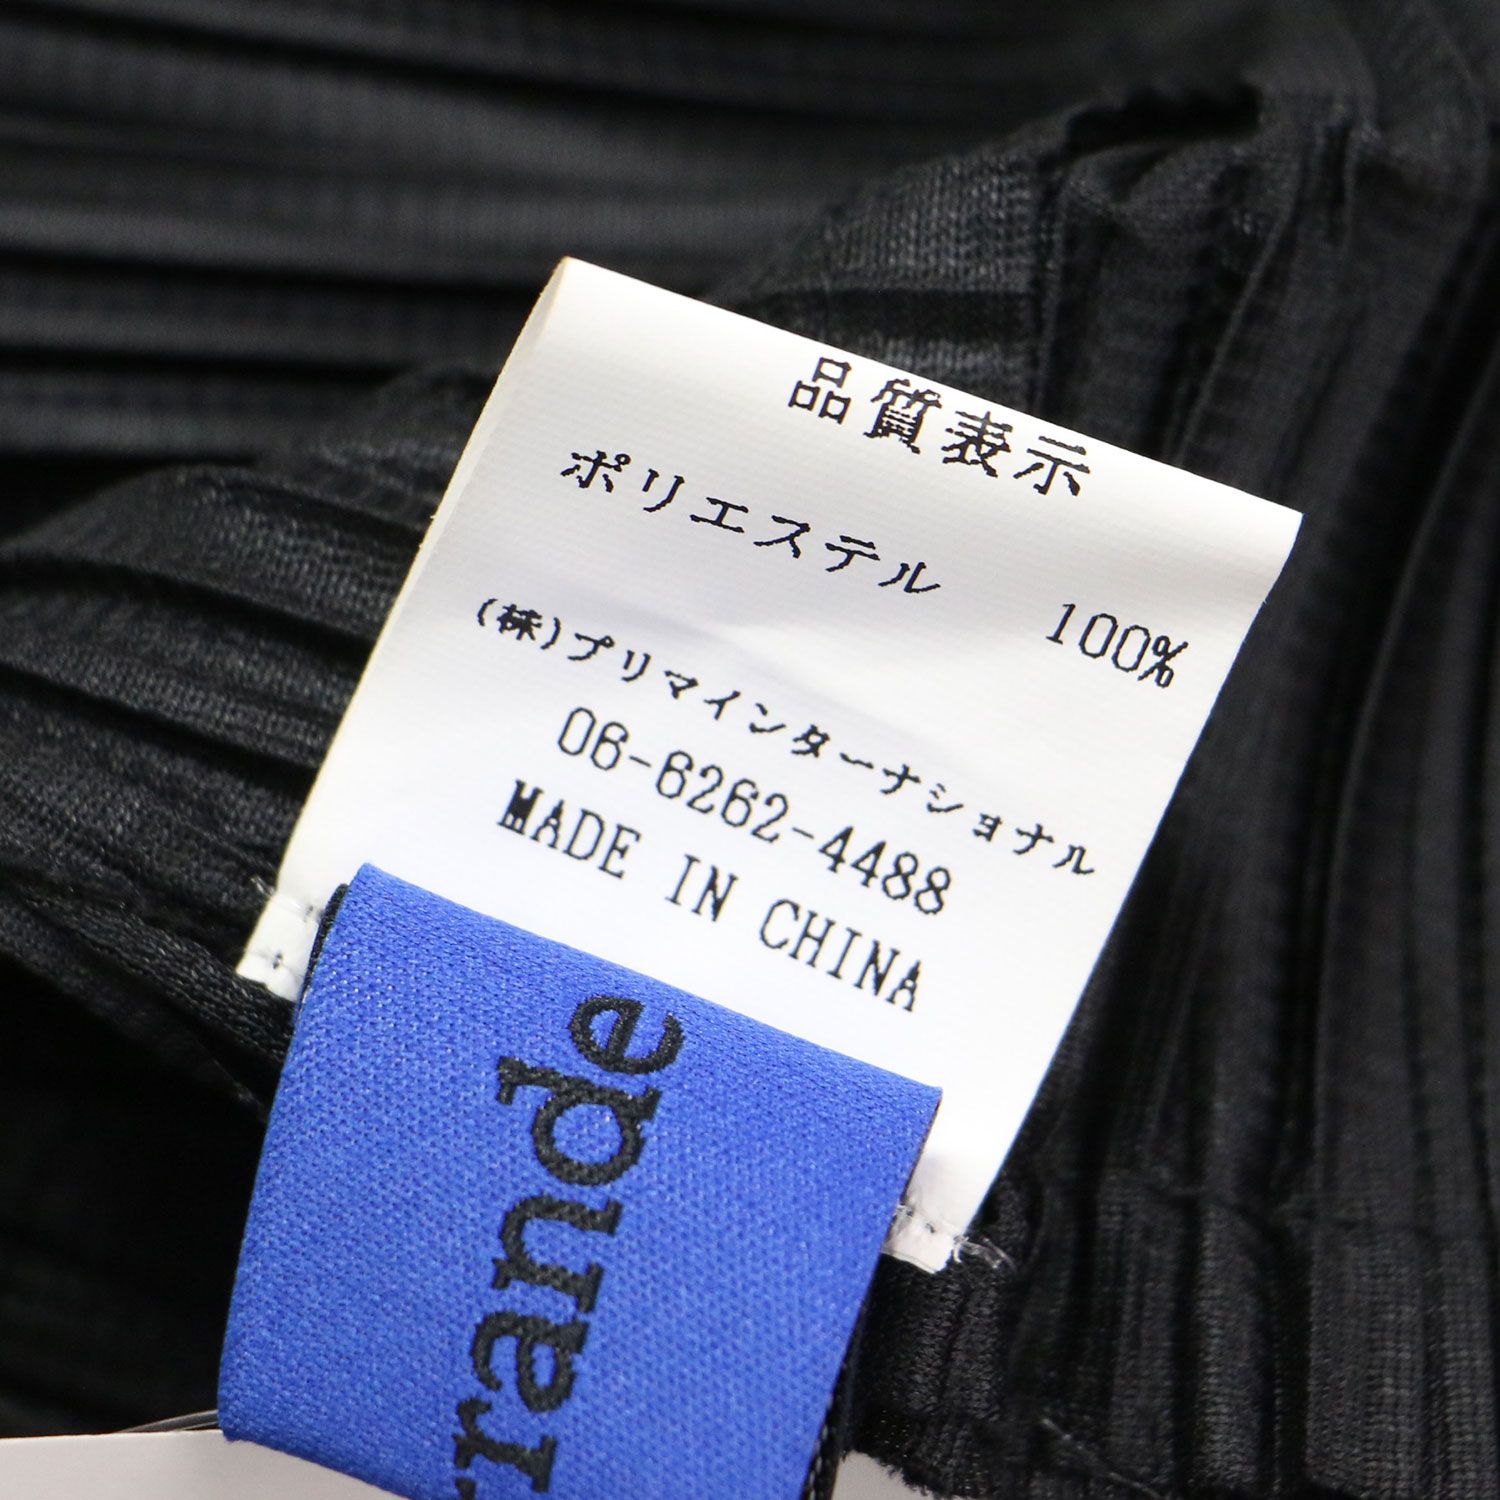 品質表示
ポリエステル 100%
(株)プリマインターナショナル
06-6262-4488
MADE IN CHINA
rande